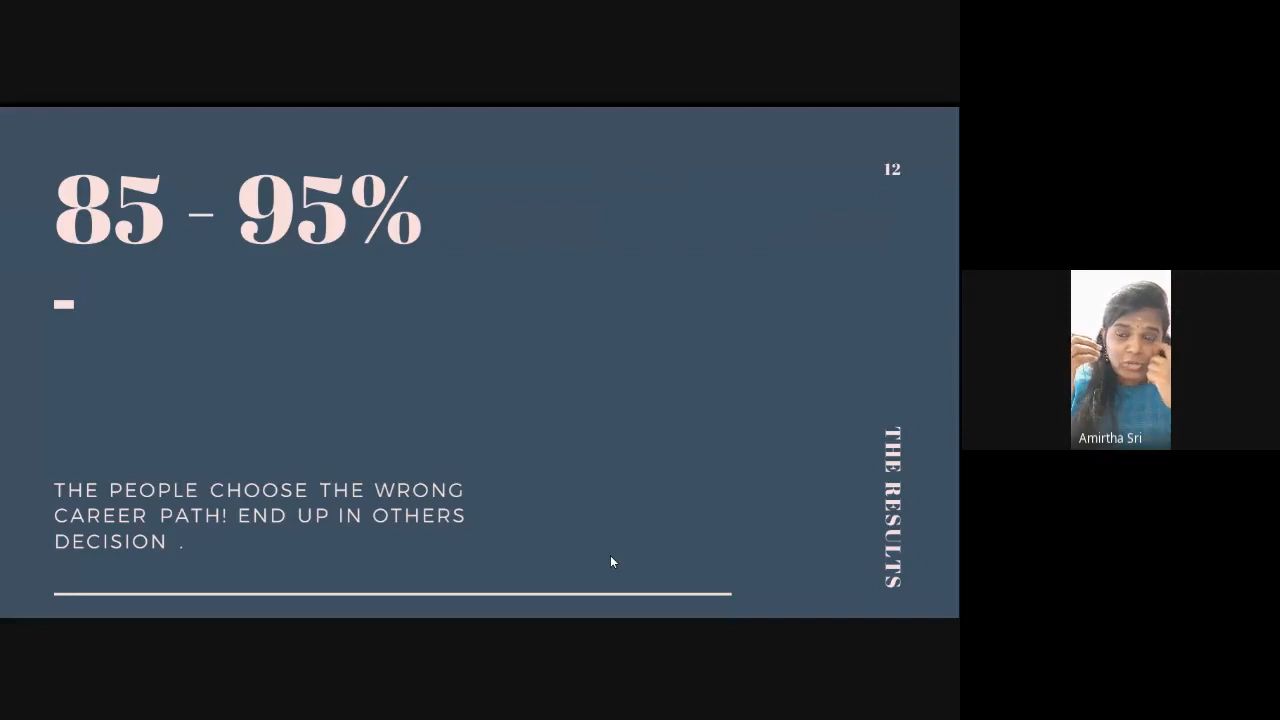 85 - 95%
12
-
THE PEOPLE CHOOSE THE WRONG
CAREER PATH! END UP IN OTHERS
DECISION .
THE RESULTS
Amirtha Sri